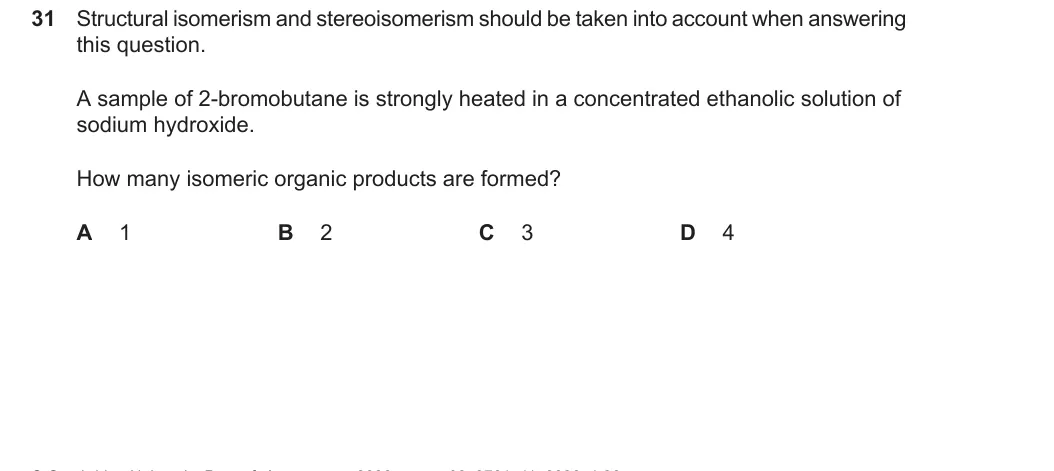 31 Structural isomerism and stereoisomerism should be taken into account when answering
this question.
A sample of 2-bromobutane is strongly heated in a concentrated ethanolic solution of
sodium hydroxide.
How many isomeric organic products are formed?
A 1 B 2 C 3 D 4